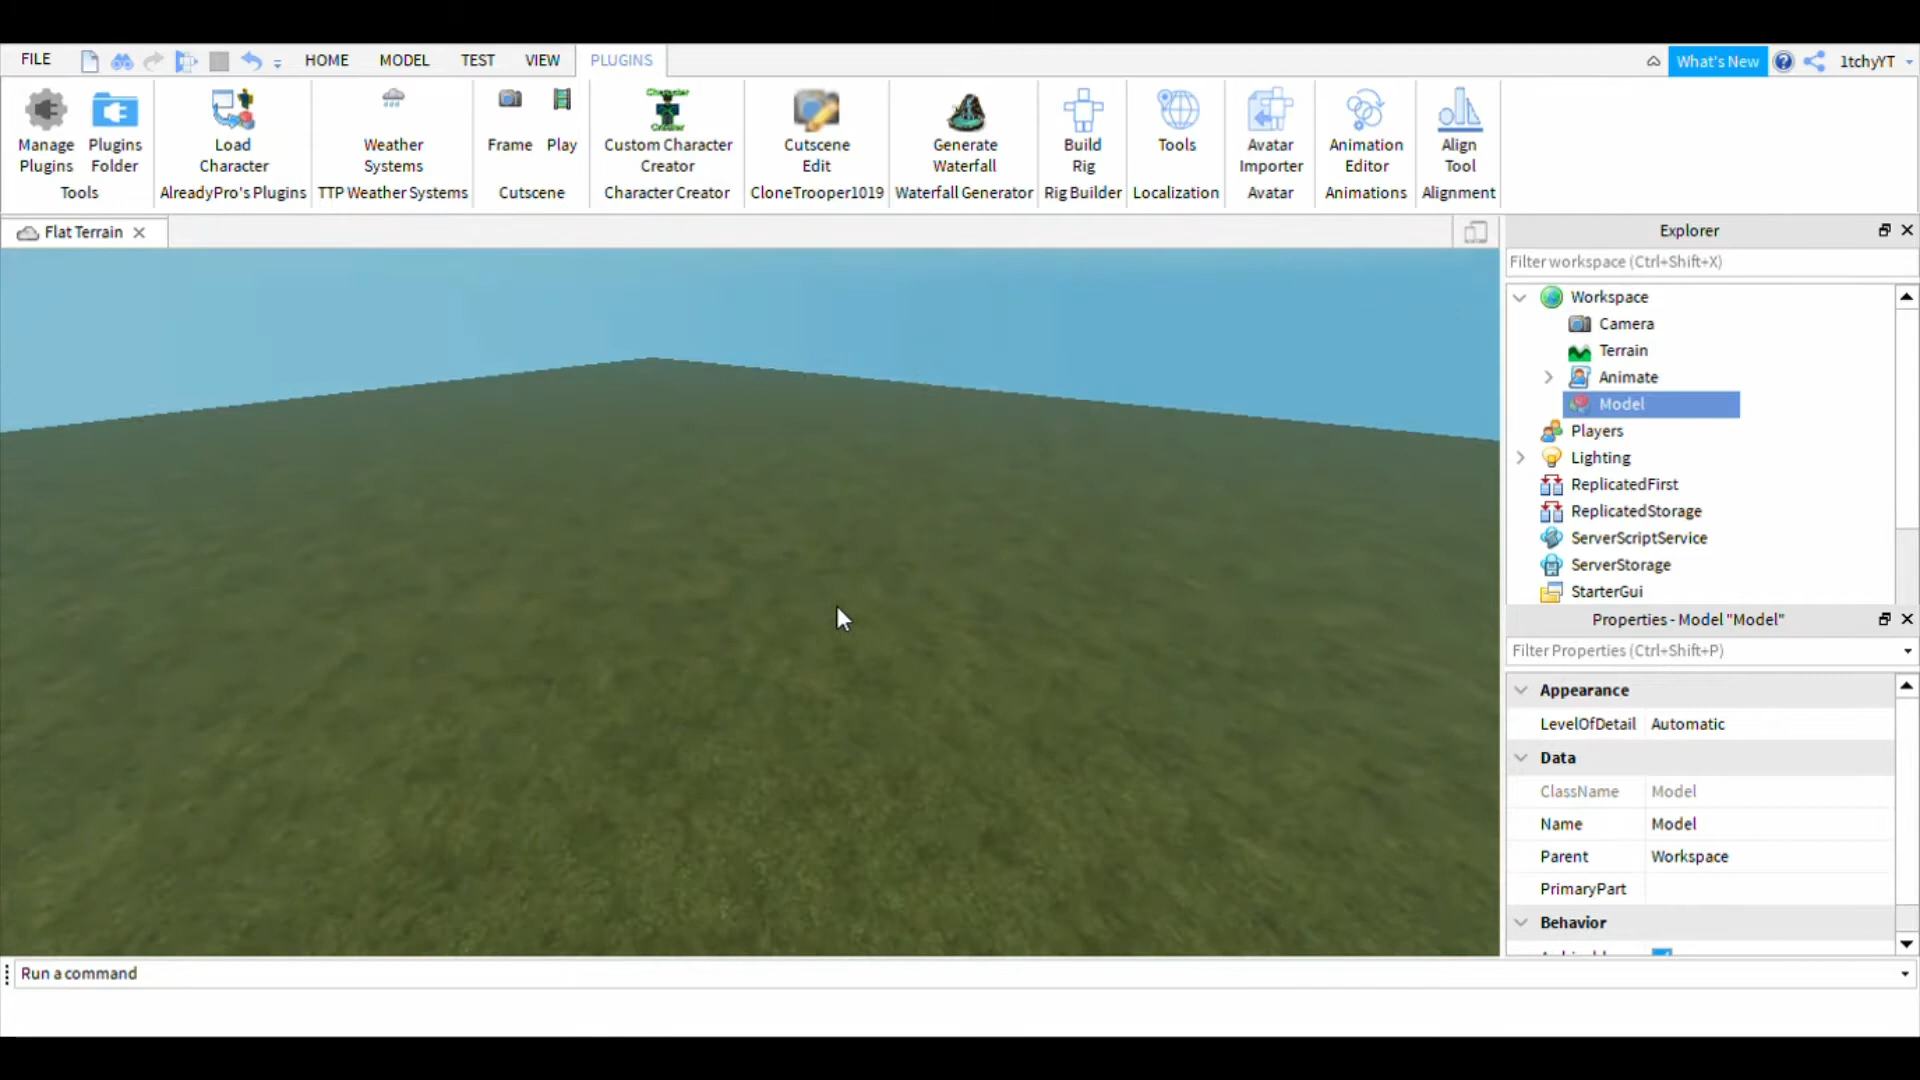 FILE
HOME
MODEL
TEST
VIEW
PLUGINS
What's New
1tchyYT
Manage
Plugins
Plugins
Folder
Load
Character
Weather
Systems
Frame
Play
Character
Creator
Custom Character
Creator
Cutscene
Edit
Generate
Waterfall
Build
Rig
Tools
Avatar
Importer
Animation
Editor
Align
Tool
Tools
AlreadyPro's Plugins
TTP Weather Systems
Cutscene
Character Creator
CloneTrooper1019
Waterfall Generator
Rig Builder
Localization
Avatar
Animations
Alignment
Flat Terrain
Explorer
Filter workspace (Ctrl+Shift+X)
Workspace
Camera
Terrain
Animate
Model
Players
Lighting
ReplicatedFirst
ReplicatedStorage
ServerScriptService
ServerStorage
StarterGui
Properties - Model "Model"
Filter Properties (Ctrl+Shift+P)
Appearance
LevelOfDetail Automatic
Data
ClassName Model
Name Model
Parent Workspace
PrimaryPart
Behavior
Run a command